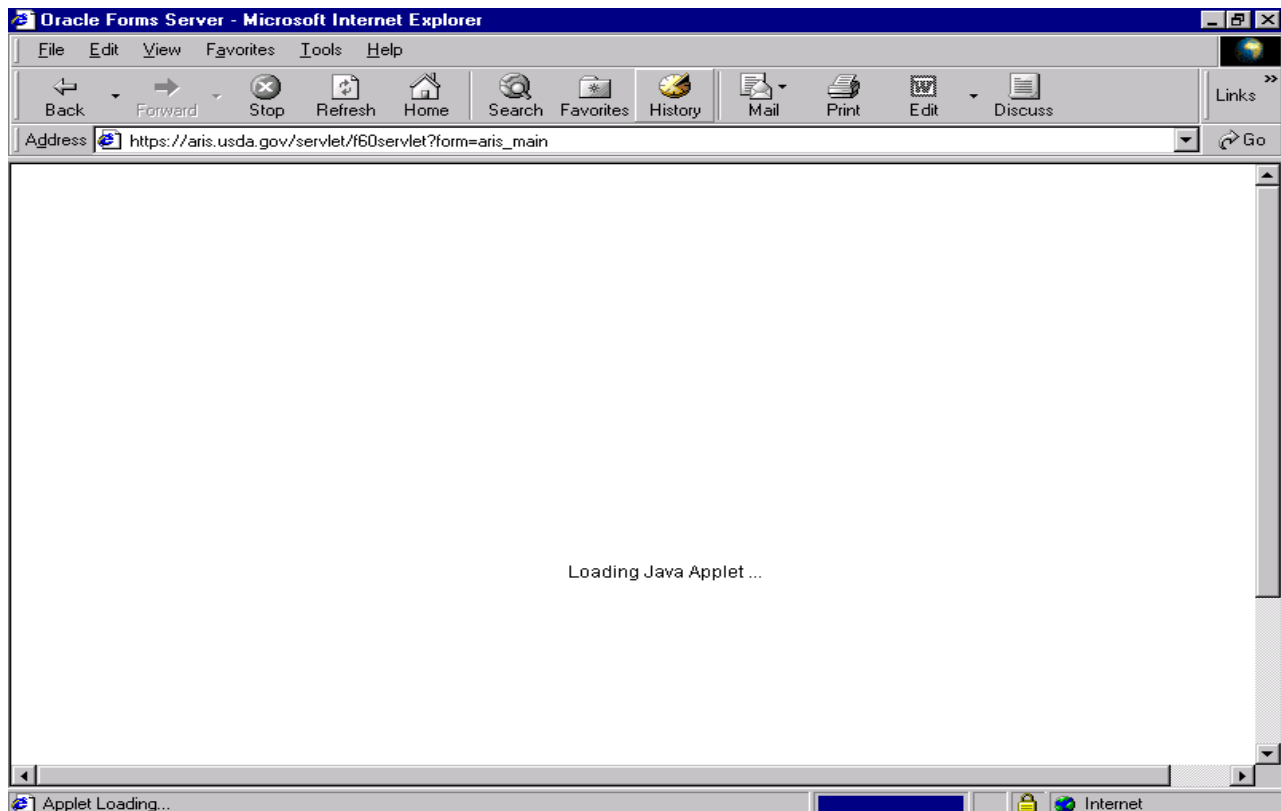 Oracle Forms Server - Microsoft Internet Explorer
File Edit View Favorites Tools Help
Back Forward Stop Refresh Home Search Favorites History Mail Print Edit Discuss Links »
Address https://aris.usda.gov/servlet/f60servlet?form=aris_main Go
Loading Java Applet ...
Applet Loading... Internet